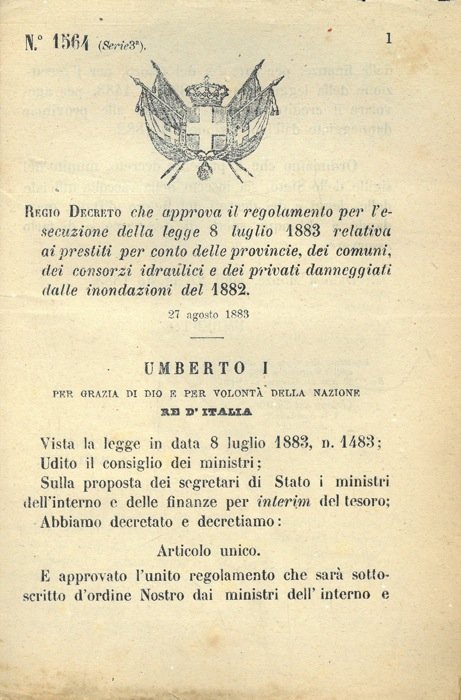 N.° 1564 (Serie3ª).
1
REGIO DECRETO che approva il regolamento per l'e-
secuzione della legge 8 luglio 1883 relativa
ai prestiti per conto delle provincie, dei comuni,
dei consorzi idraulici e dei privati danneggiati
dalle inondazioni del 1882.
27 agosto 1883
UMBERTO I
PER GRAZIA DI DIO E PER VOLONTÀ DELLA NAZIONE
RE D'ITALIA
Vista la legge in data 8 luglio 1883, n. 1483;
Udito il consiglio dei ministri;
Sulla proposta dei segretari di Stato i ministri
dell'interno e delle finanze per interim del tesoro;
Abbiamo decretato e decretiamo:
Articolo unico.
E approvato l'unito regolamento che sarà sotto-
scritto d'ordine Nostro dai ministri dell'interno e